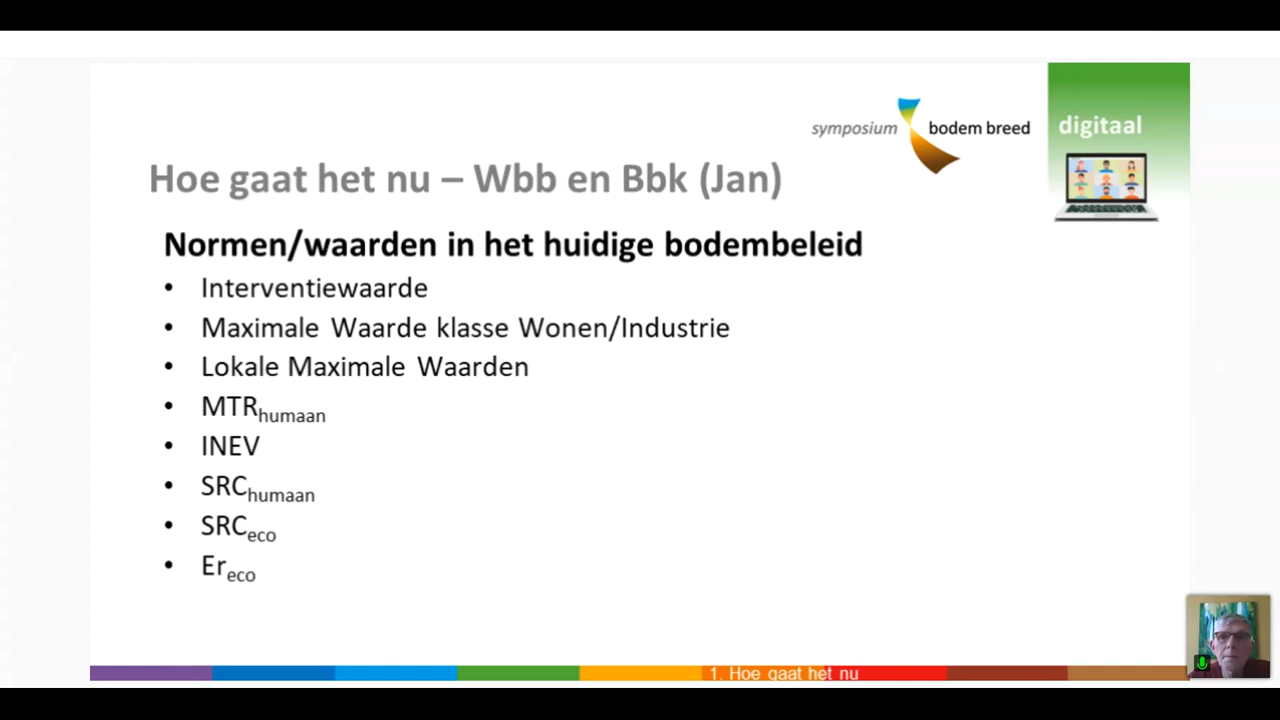 symposium bodem breed
digitaal
Hoe gaat het nu – Wbb en Bbk (Jan)
Normen/waarden in het huidige bodembeleid
• Interventiewaarde
• Maximale Waarde klasse Wonen/Industrie
• Lokale Maximale Waarden
• MTRhumaan
• INEV
• SRChumaan
• SRCeco
• Ereco
1. Hoe gaat het nu